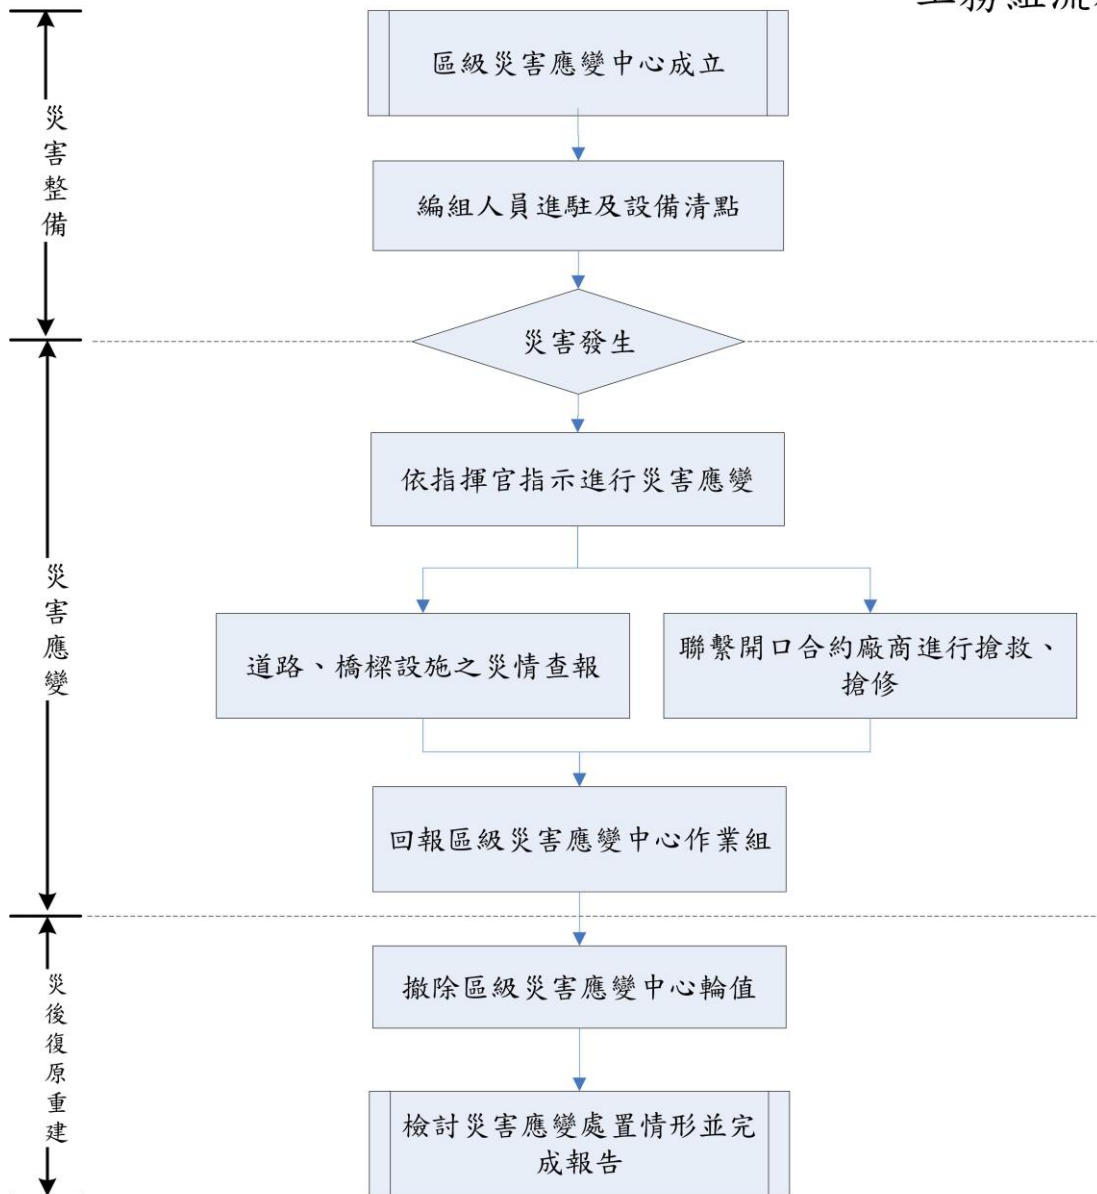 工務組流
區級災害應變中心成立
災害整備
編組人員進駐及設備清點
災害發生
依指揮官指示進行災害應變
災害應變
道路、橋樑設施之災情查報
聯繫開口合約廠商進行搶救、
搶修
回報區級災害應變中心作業組
撤除區級災害應變中心輪值
災後復原重建
檢討災害應變處置情形並完
成報告